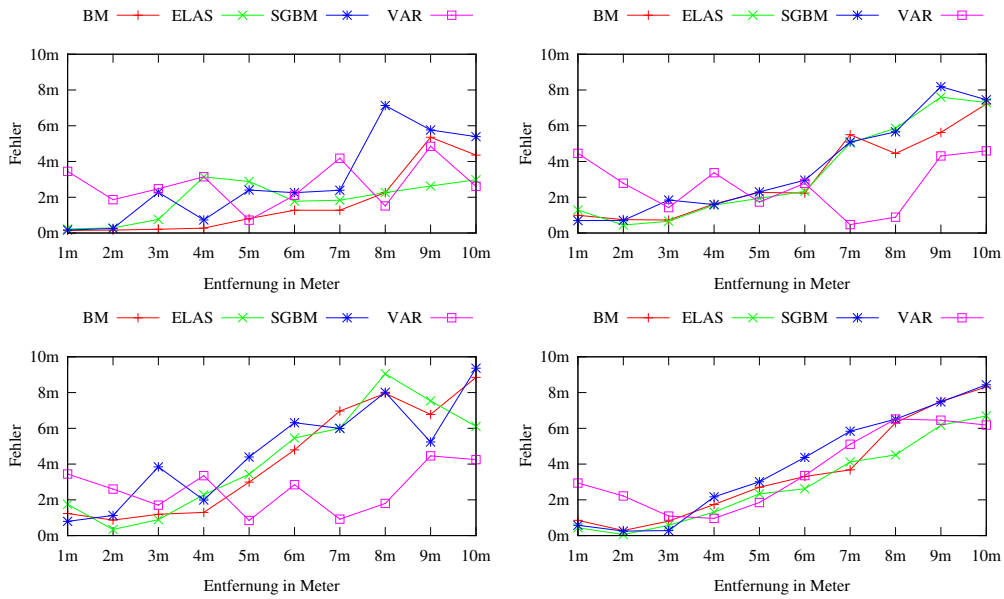 BM ELAS SGBM VAR
10m
8m
6m
4m
2m
0m
Fehler
1m 2m 3m 4m 5m 6m 7m 8m 9m 10m
Entfernung in Meter
BM ELAS SGBM VAR
10m
8m
6m
4m
2m
0m
Fehler
1m 2m 3m 4m 5m 6m 7m 8m 9m 10m
Entfernung in Meter
BM ELAS SGBM VAR
10m
8m
6m
4m
2m
0m
Fehler
1m 2m 3m 4m 5m 6m 7m 8m 9m 10m
Entfernung in Meter
BM ELAS SGBM VAR
10m
8m
6m
4m
2m
0m
Fehler
1m 2m 3m 4m 5m 6m 7m 8m 9m 10m
Entfernung in Meter